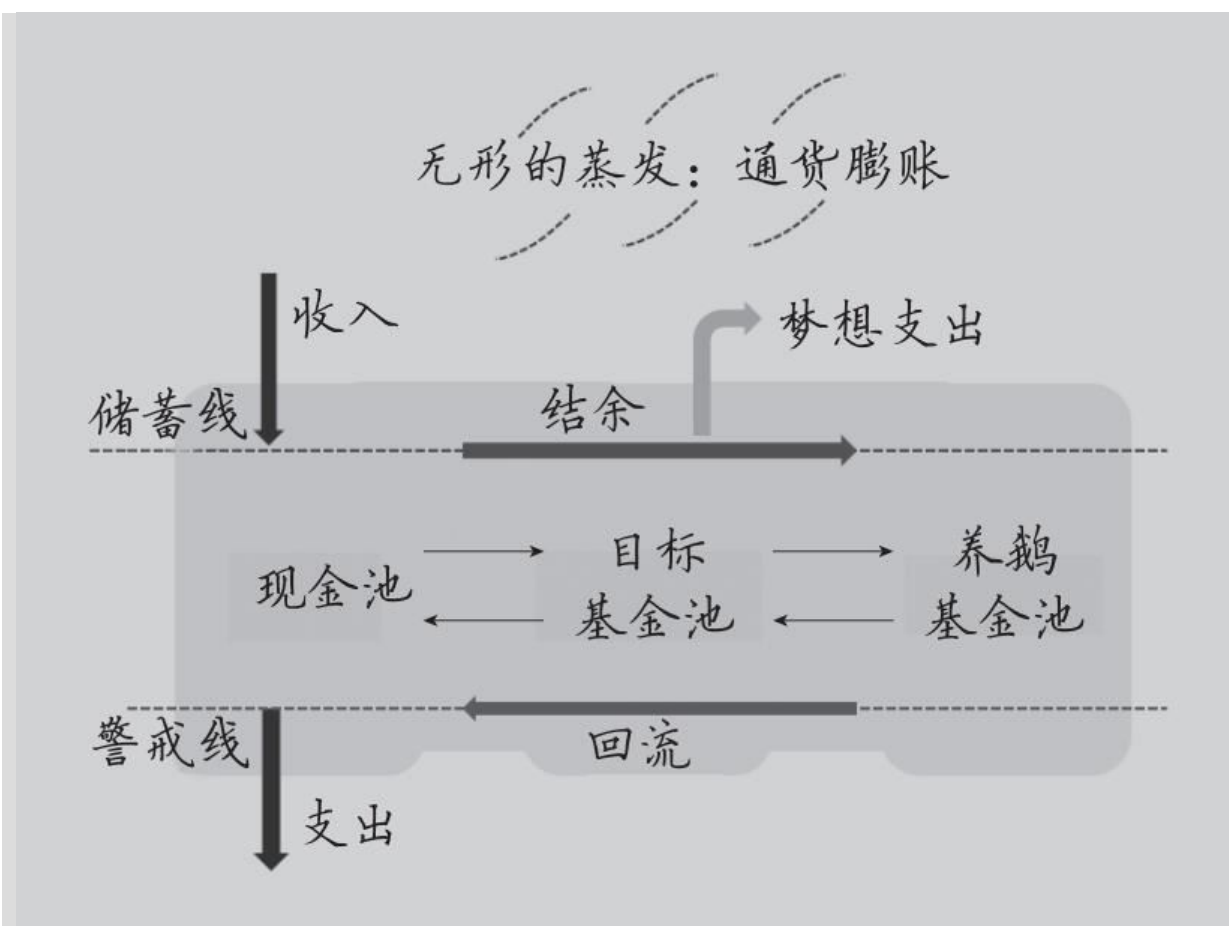 无形的蒸发：通货膨账
收入
梦想支出
储蓄线
结余
现金池
目标
基金池
养鹅
基金池
警戒线
回流
支出